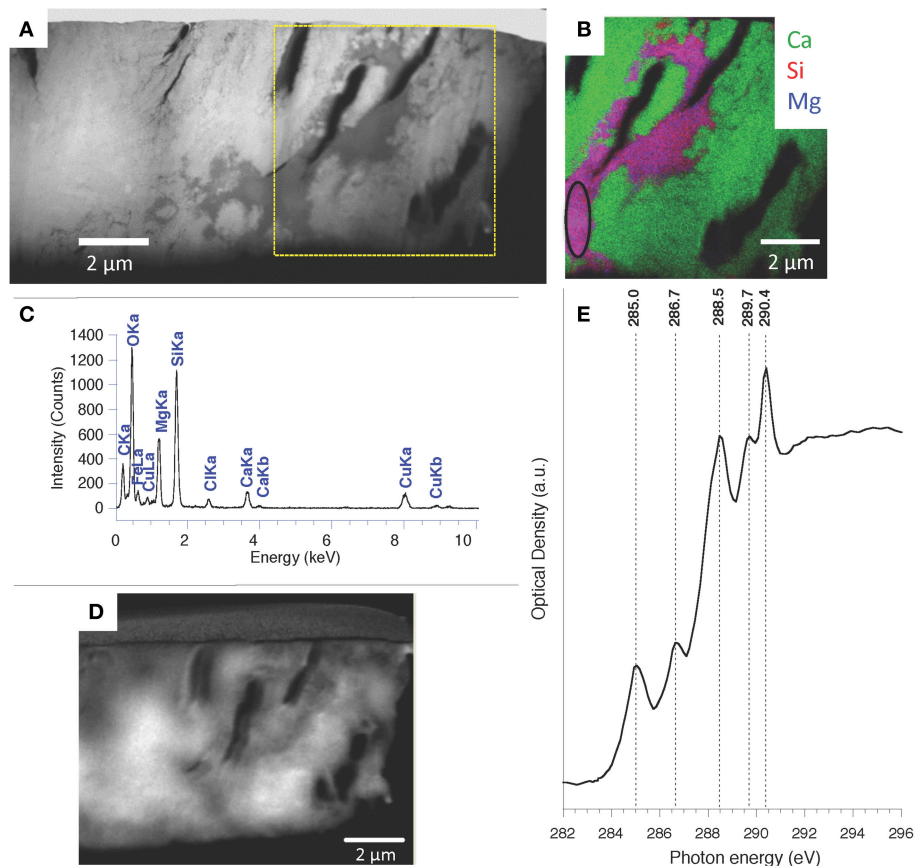 A
2 µm
B
Ca
Si
Mg
2 µm
C
Intensity (Counts)
1400
1200
1000
800
600
400
200
0
CKa
OKa
FeLa
CuLa
MgKa
SiKa
ClKa
CaKa
CaKb
CuKa
CuKb
0 2 4 6 8 10
Energy (keV)
D
2 µm
E
285.0
286.7
288.5
289.7
290.4
Optical Density (a.u.)
282 284 286 288 290 292 294 296
Photon energy (eV)